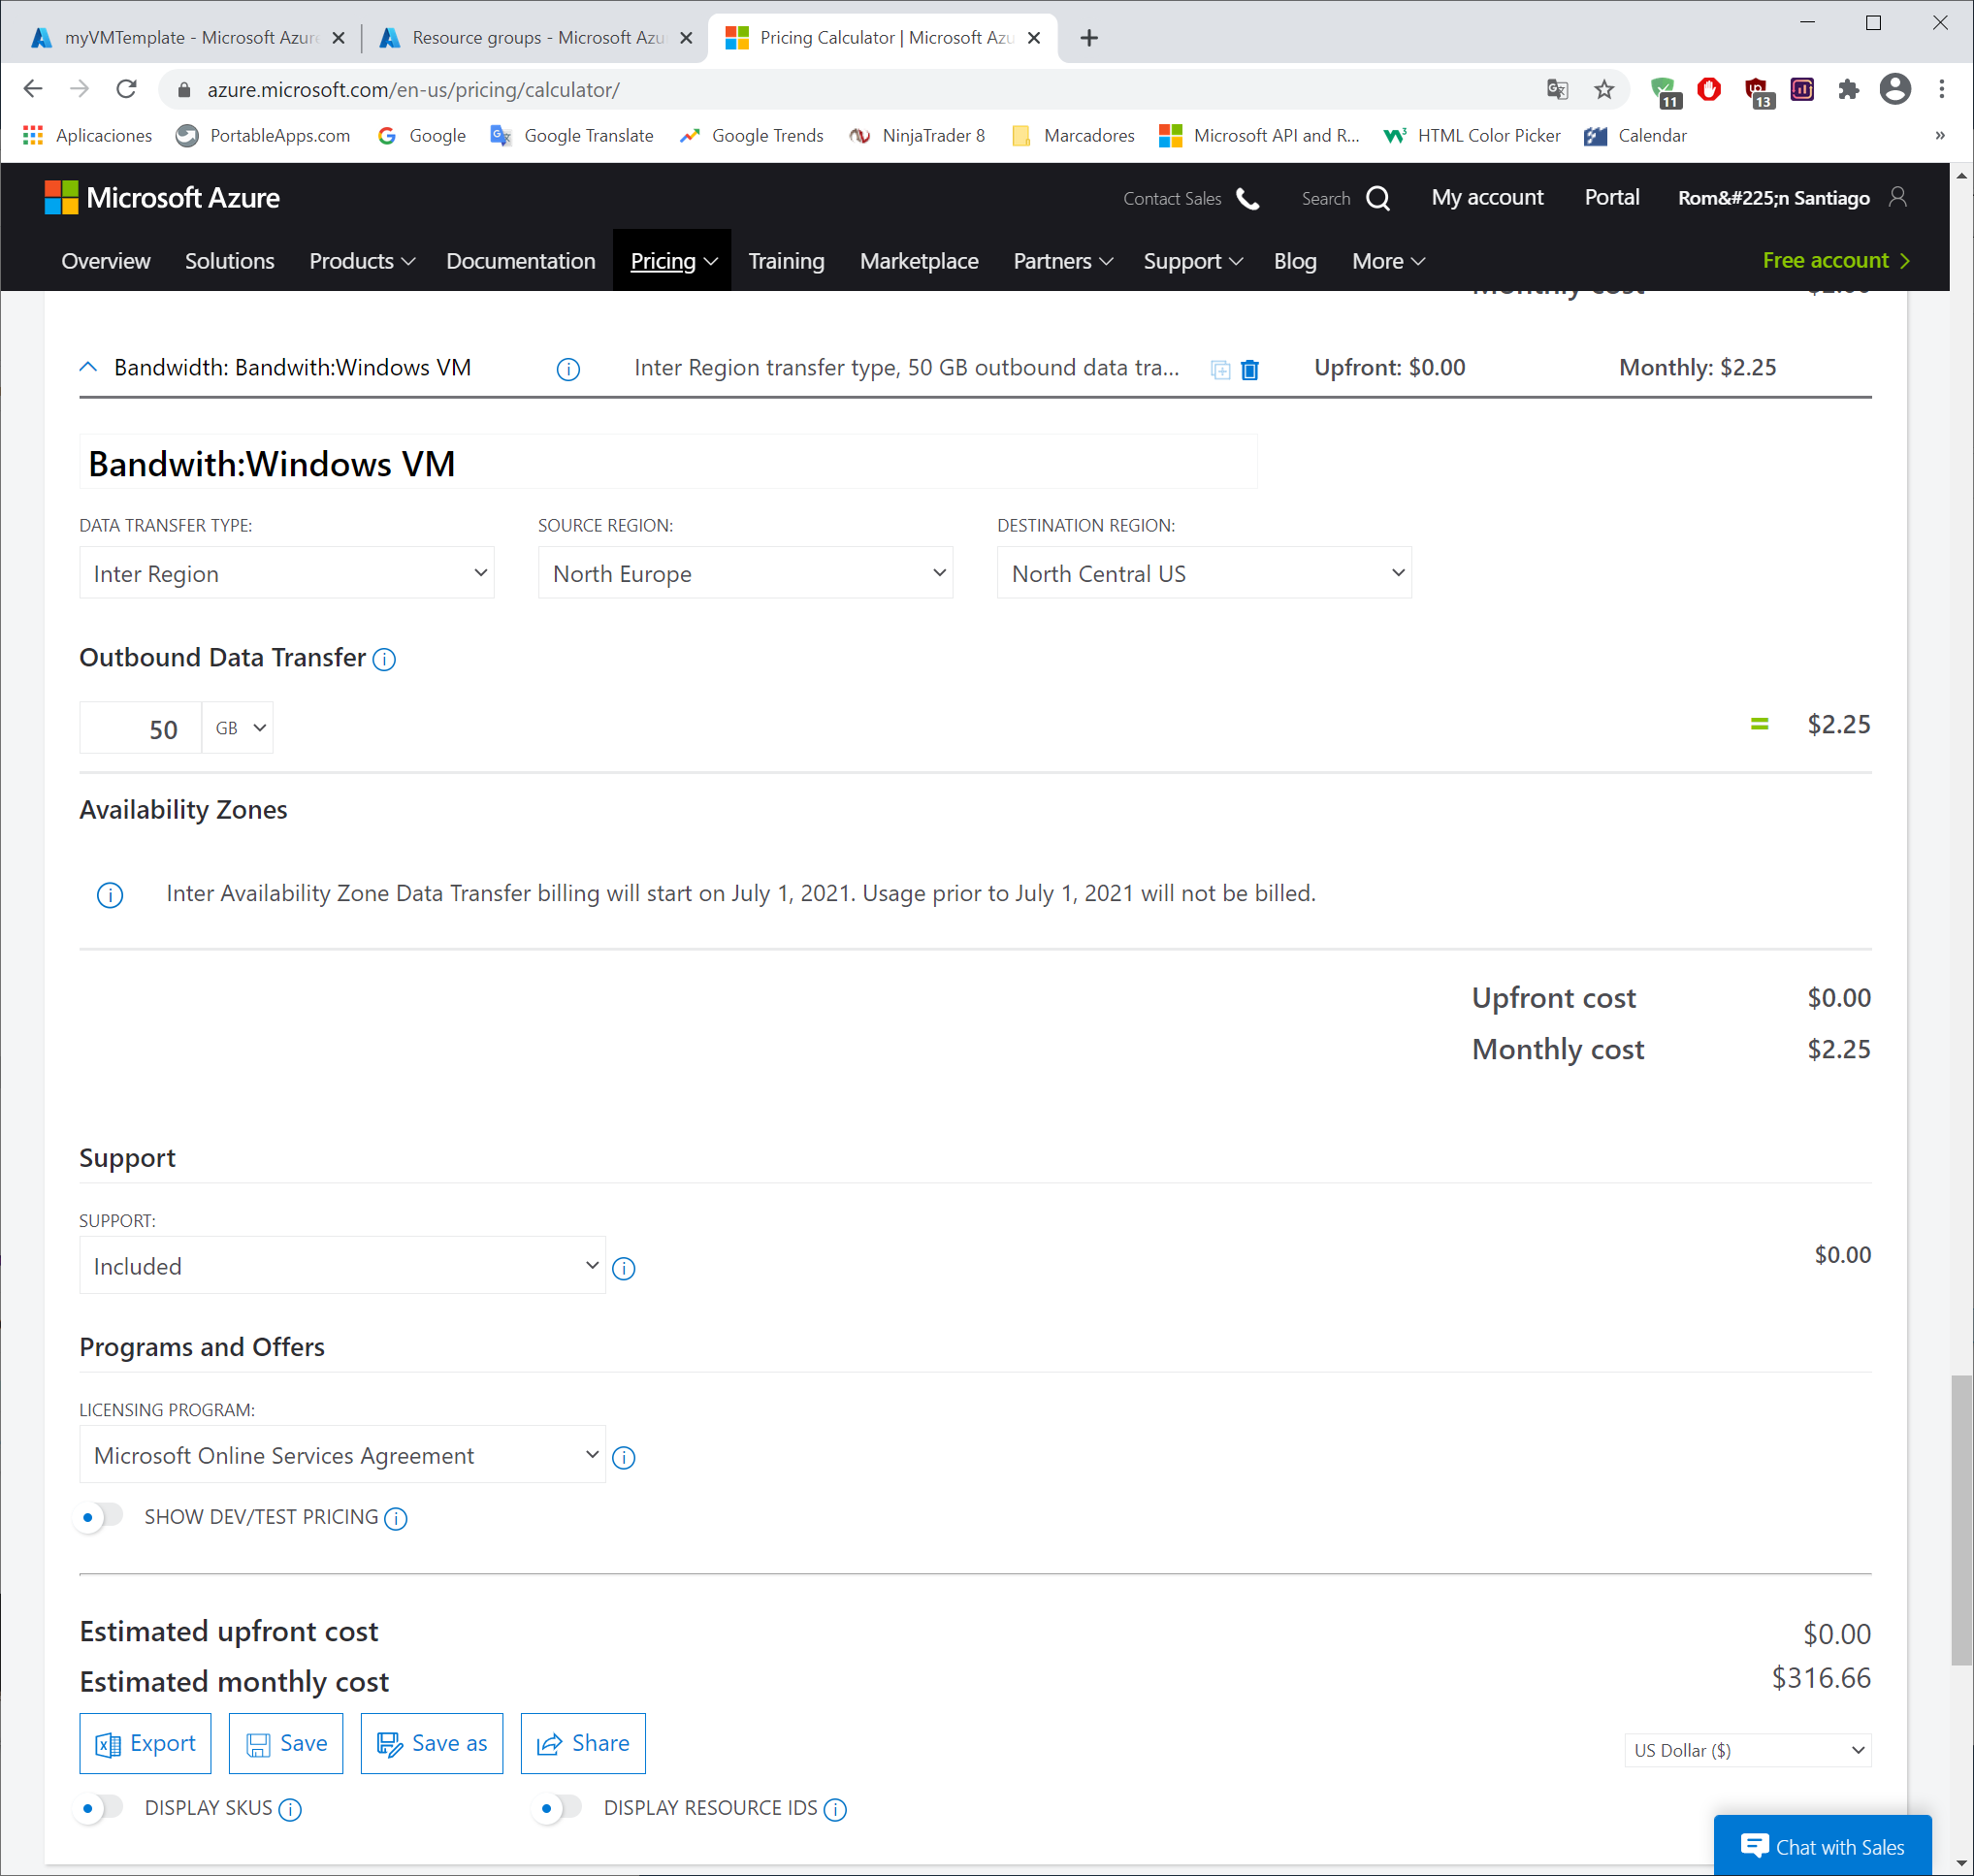 myVMTemplate - Microsoft Azur
Resource groups - Microsoft Azu
Pricing Calculator | Microsoft Azu
azure.microsoft.com/en-us/pricing/calculator/
11
13
Aplicaciones
PortableApps.com
Google
Google Translate
Google Trends
NinjaTrader 8
Marcadores
Microsoft API and R...
HTML Color Picker
Calendar
»
Microsoft Azure
Contact Sales
Search
My account
Portal
Rom&#225;n Santiago
Overview
Solutions
Products
Documentation
Pricing
Training
Marketplace
Partners
Support
Blog
More
Free account
Monthly cost $2.00
Bandwidth: Bandwith:Windows VM
Inter Region transfer type, 50 GB outbound data tra...
Upfront: $0.00
Monthly: $2.25
Bandwith:Windows VM
DATA TRANSFER TYPE:
SOURCE REGION:
DESTINATION REGION:
Inter Region
North Europe
North Central US
Outbound Data Transfer
50 GB
= $2.25
Availability Zones
Inter Availability Zone Data Transfer billing will start on July 1, 2021. Usage prior to July 1, 2021 will not be billed.
Upfront cost $0.00
Monthly cost $2.25
Support
SUPPORT:
Included
$0.00
Programs and Offers
LICENSING PROGRAM:
Microsoft Online Services Agreement
SHOW DEV/TEST PRICING
Estimated upfront cost $0.00
Estimated monthly cost $316.66
Export
Save
Save as
Share
US Dollar ($)
DISPLAY SKUS
DISPLAY RESOURCE IDS
Chat with Sales